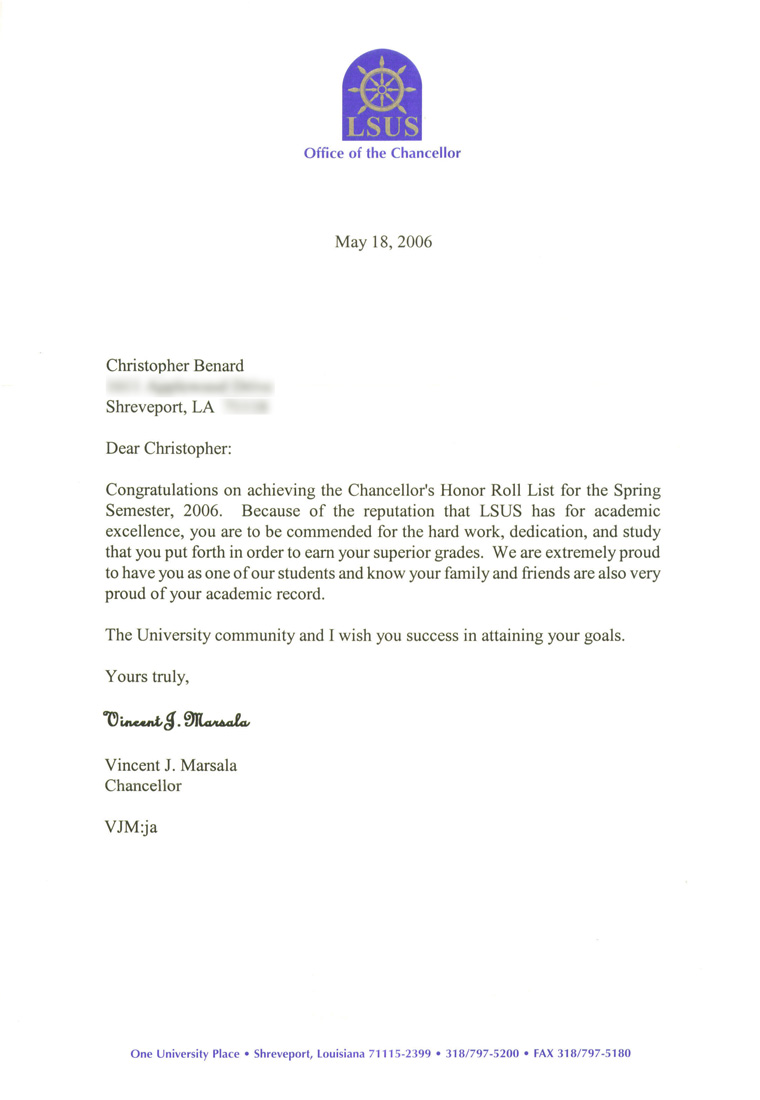 LSUS
Office of the Chancellor
May 18, 2006
Christopher Benard
Shreveport, LA
Dear Christopher:
Congratulations on achieving the Chancellor's Honor Roll List for the Spring
Semester, 2006.  Because of the reputation that LSUS has for academic
excellence, you are to be commended for the hard work, dedication, and study
that you put forth in order to earn your superior grades.  We are extremely proud
to have you as one of our students and know your family and friends are also very
proud of your academic record.
The University community and I wish you success in attaining your goals.
Yours truly,
Vincent J. Marsala
Vincent J. Marsala
Chancellor
VJM:ja
One University Place • Shreveport, Louisiana 71115-2399 • 318/797-5200 • FAX 318/797-5180